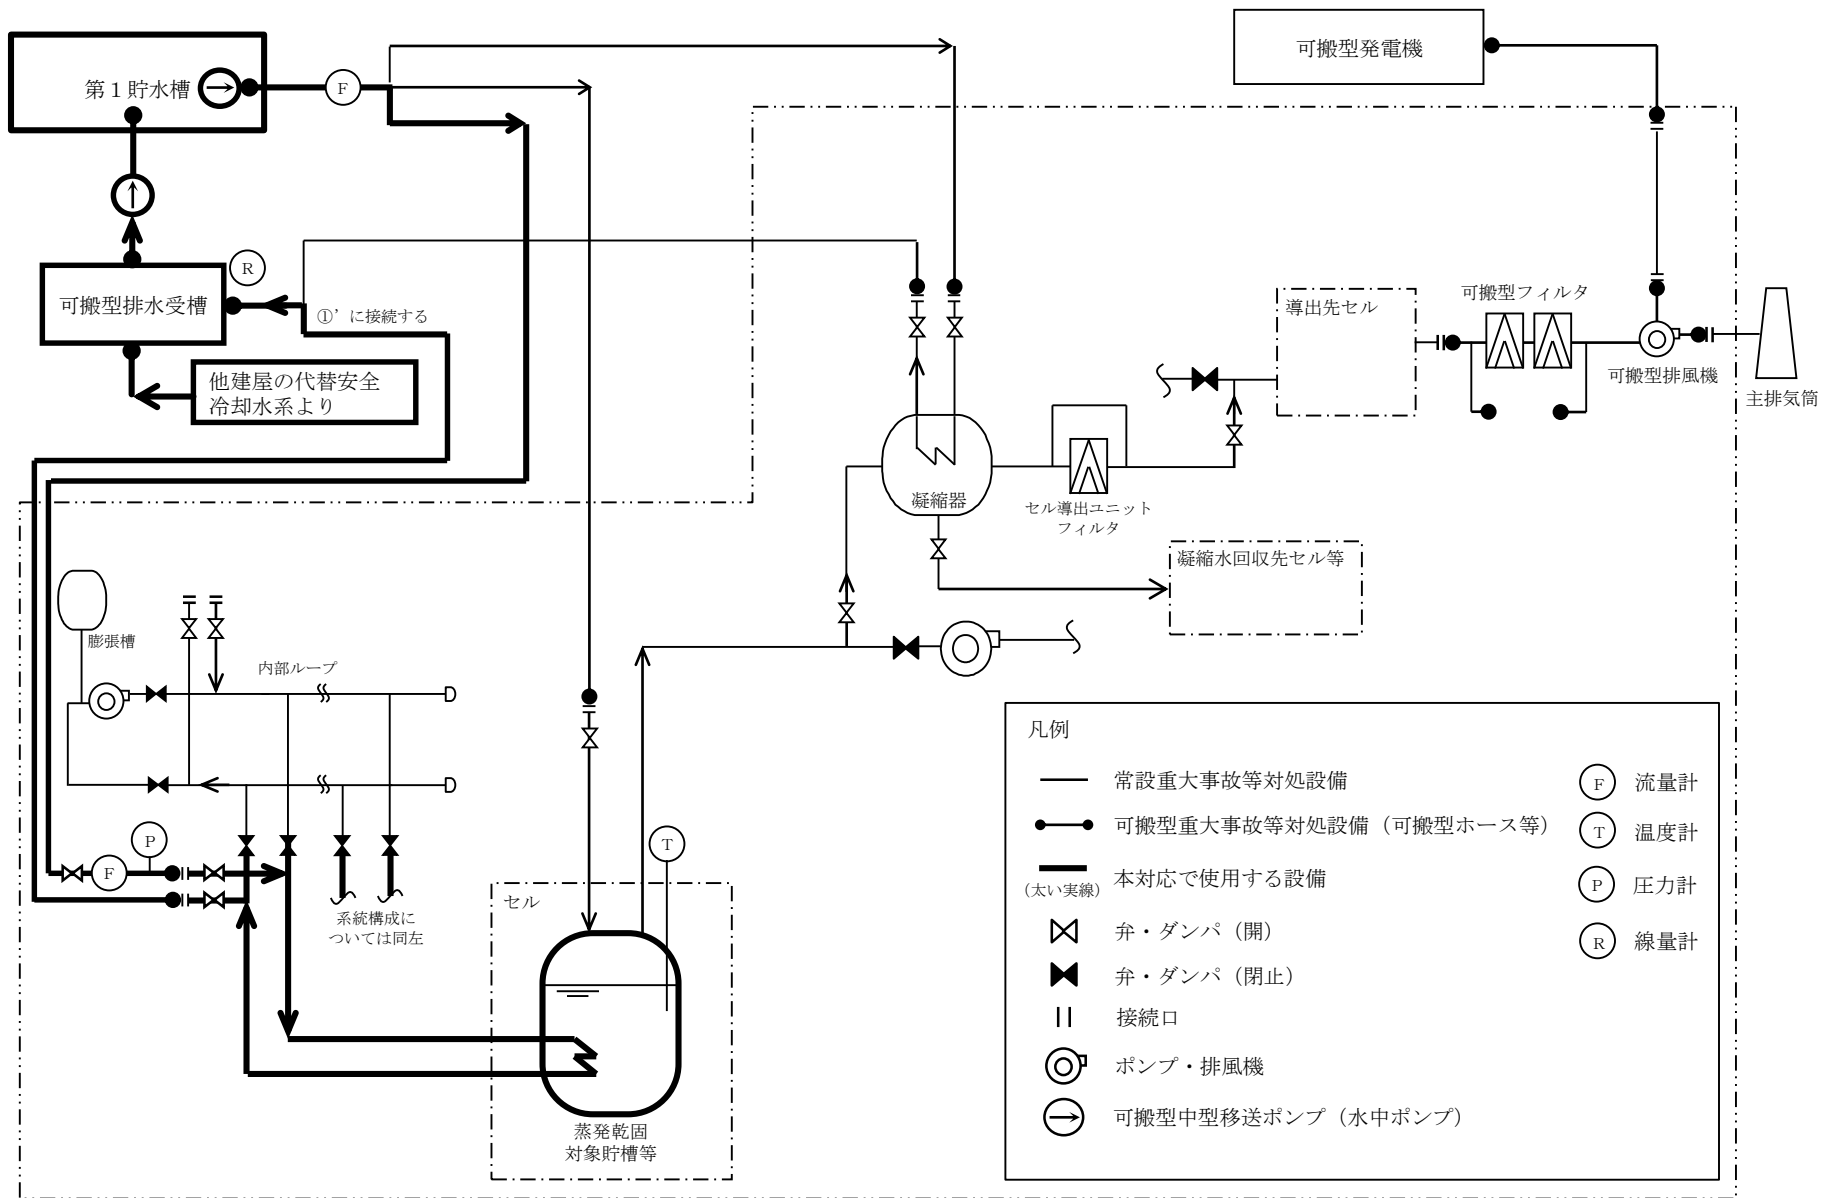 第１貯水槽
F
可搬型発電機
R
可搬型排水受槽
①’に接続する
他建屋の代替安全
冷却水系より
導出先セル
可搬型フィルタ
可搬型排風機
主排気筒
凝縮器
セル導出ユニット
フィルタ
凝縮水回収先セル等
膨張槽
内部ループ
P
F
T
系統構成に
ついては同左
セル
蒸発乾固
対象貯槽等
凡例
常設重大事故等対処設備
可搬型重大事故等対処設備（可搬型ホース等）
本対応で使用する設備
（太い実線）
弁・ダンパ（開）
弁・ダンパ（閉止）
接続口
ポンプ・排風機
可搬型中型移送ポンプ（水中ポンプ）
F 流量計
T 温度計
P 圧力計
R 線量計